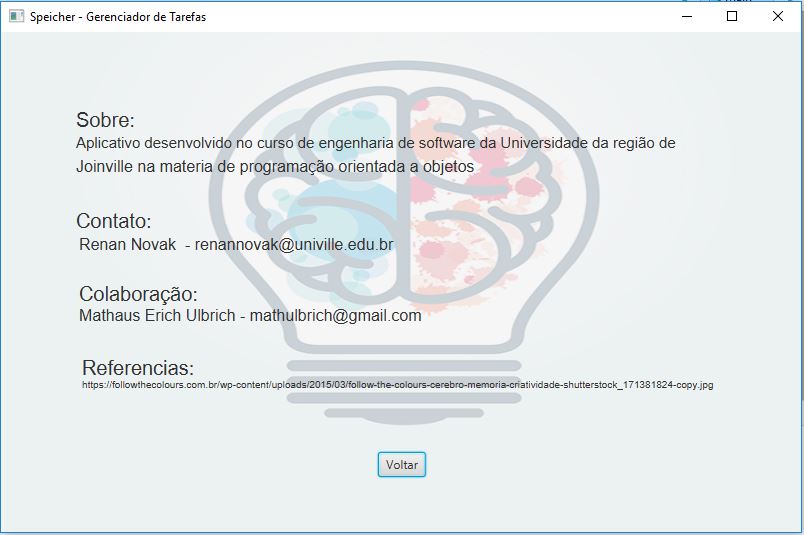 Speicher - Gerenciador de Tarefas
Sobre:
Aplicativo desenvolvido no curso de engenharia de software da Universidade da região de
Joinville na materia de programação orientada a objetos
Contato:
Renan Novak - renannovak@univille.edu.br
Colaboração:
Mathaus Erich Ulbrich - mathulbrich@gmail.com
Referencias:
https://followthecolours.com.br/wp-content/uploads/2015/03/follow-the-colours-cerebro-memoria-criatividade-shutterstock_171381824-copy.jpg
Voltar